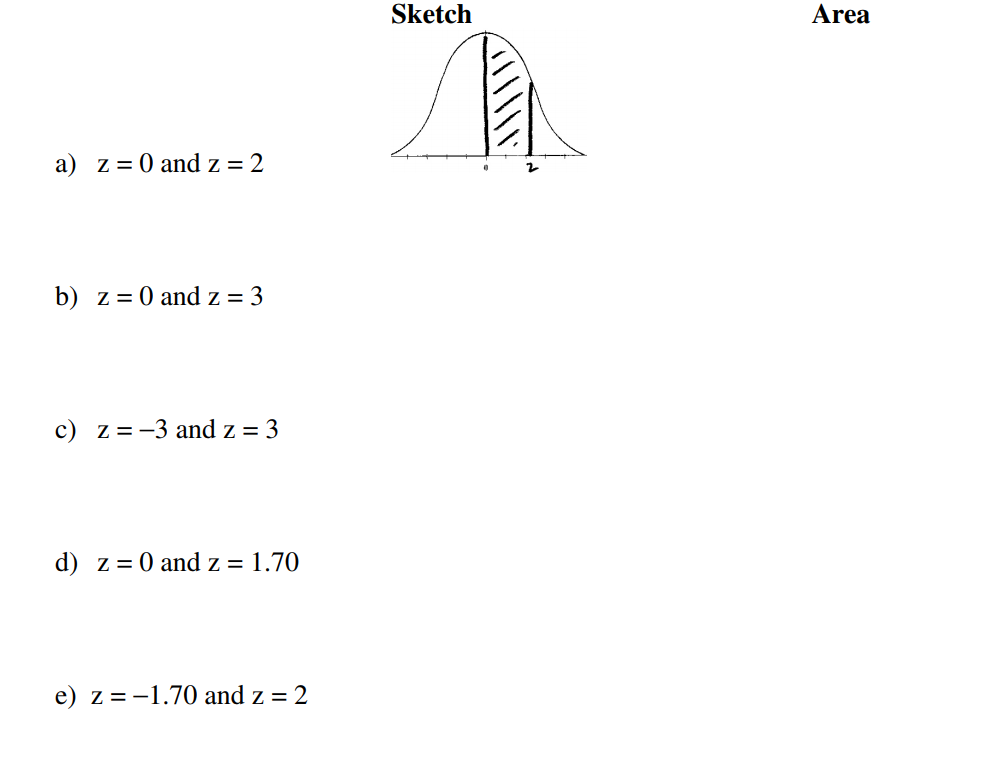 Sketch Area
a) z = 0 and z = 2
0 2
b) z = 0 and z = 3
c) z = −3 and z = 3
d) z = 0 and z = 1.70
e) z = −1.70 and z = 2